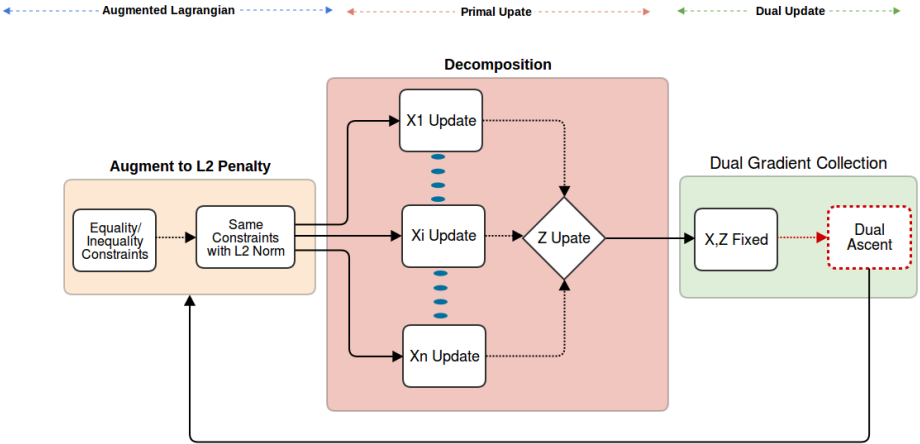 Augmented Lagrangian
Primal Upate
Dual Update
Decomposition
X1 Update
Augment to L2 Penalty
Dual Gradient Collection
Equality/
Inequality
Constraints
Same
Constraints
with L2 Norm
Xi Update
Z Upate
X,Z Fixed
Dual
Ascent
Xn Update